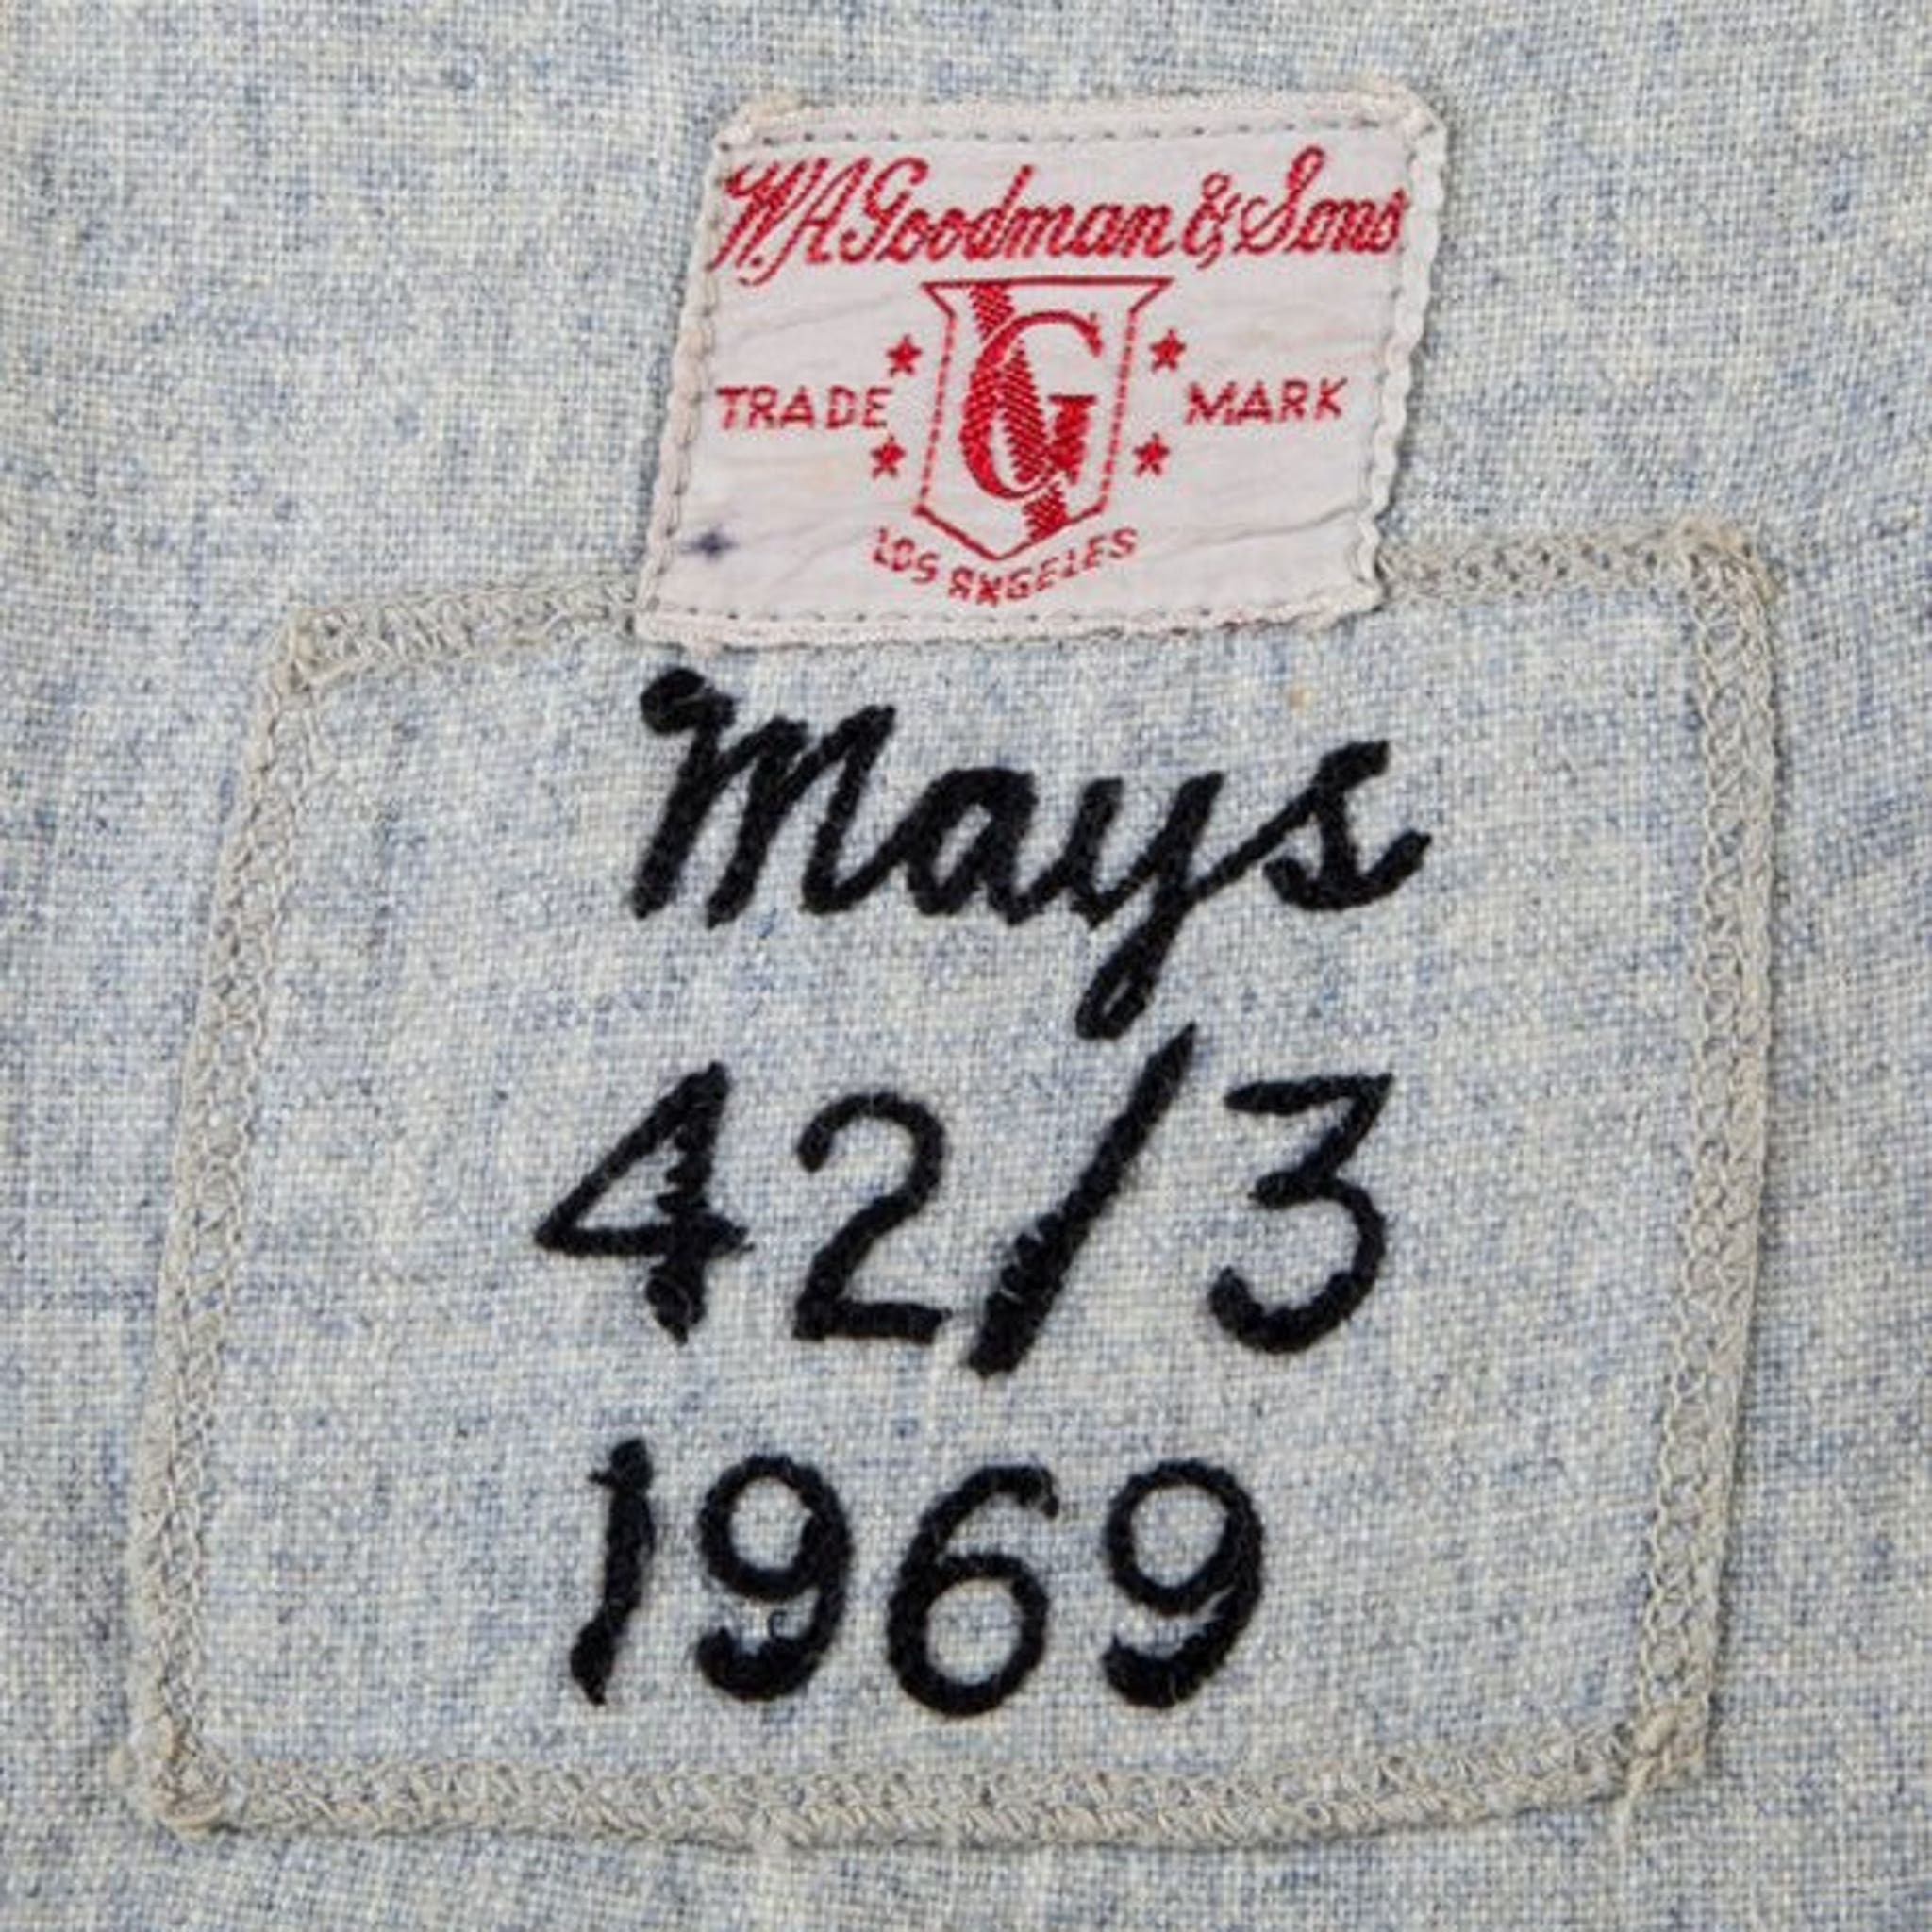 W.A. Goodman & Sons
TRADE MARK
G
LOS ANGELES
Mays
42/3
1969